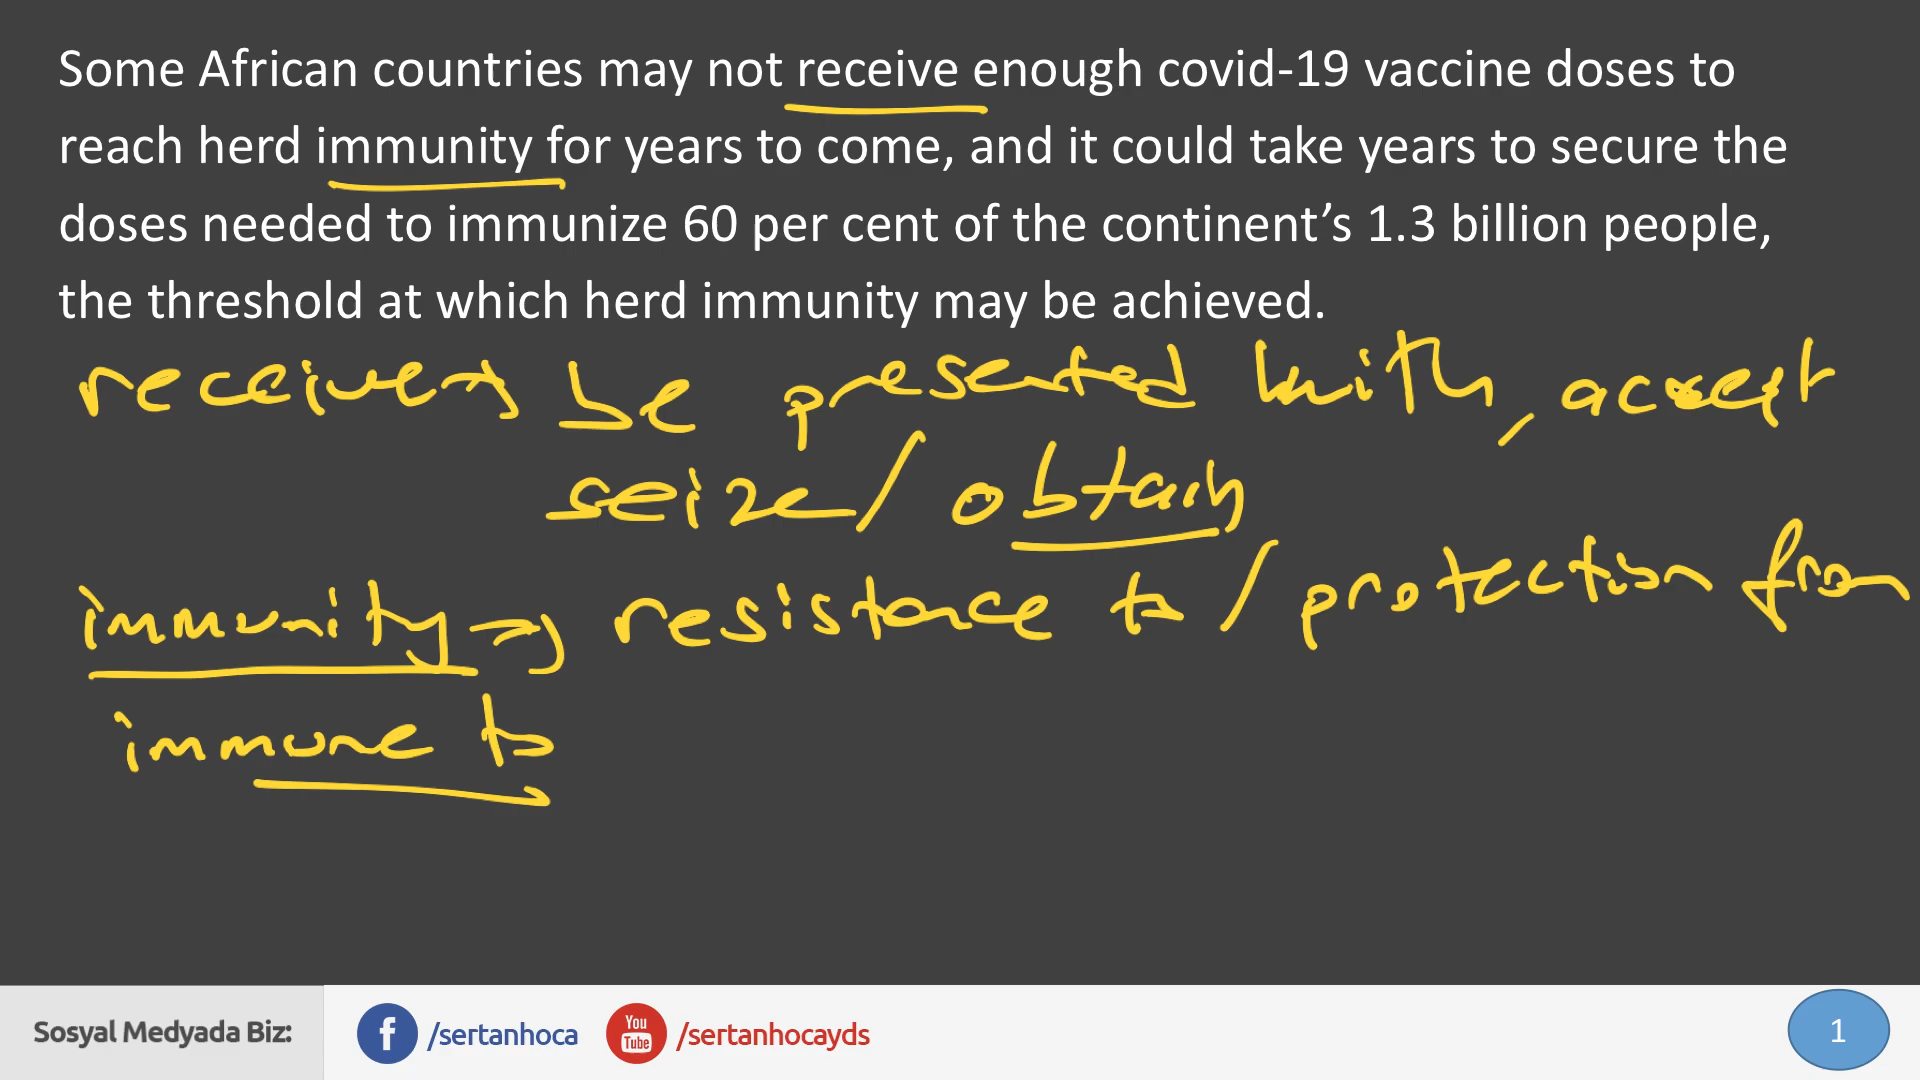 Some African countries may not receive enough covid-19 vaccine doses to
reach herd immunity for years to come, and it could take years to secure the
doses needed to immunize 60 per cent of the continent’s 1.3 billion people,
the threshold at which herd immunity may be achieved.
receive → be presented with, accept
seize / obtain
immunity → resistance to / protection from
immune to
Sosyal Medyada Biz: f /sertanhoca You Tube /sertanhocayds 1